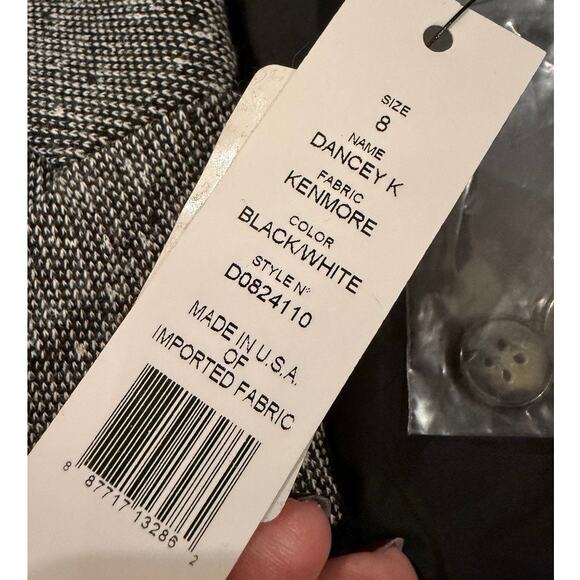 SIZE
8
NAME
DANCEY K
FABRIC
KENMORE
COLOR
BLACK/WHITE
STYLE Nº
D0824110
MADE IN U.S.A.
OF
IMPORTED FABRIC
8 87717 13286 2